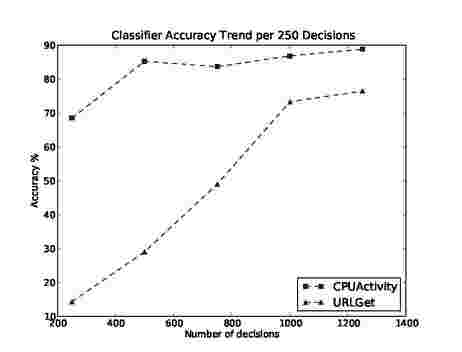 Classifier Accuracy Trend per 250 Decisions
90
80
70
60
50
40
30
20
10
Accuracy %
200 400 600 800 1000 1200 1400
Number of decisions
CPUActivity
URLGet